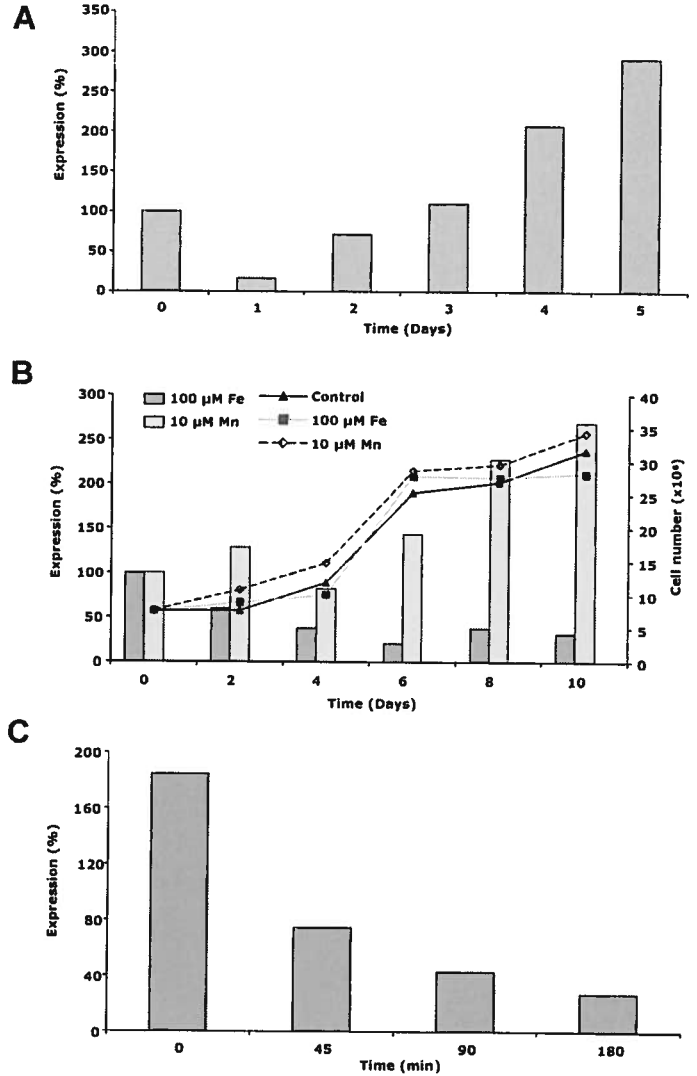 A
350
300
250
200
150
100
50
0
Expression (%)
0 1 2 3 4 5
Time (Days)
B
300
250
200
150
100
50
0
Expression (%)
100 µM Fe
10 µM Mn
Control
100 µM Fe
10 µM Mn
40
35
30
25
20
15
10
5
0
Cell number (x10⁶)
0 2 4 6 8 10
Time (Days)
C
200
160
120
80
40
0
Expression (%)
0 45 90 180
Time (min)